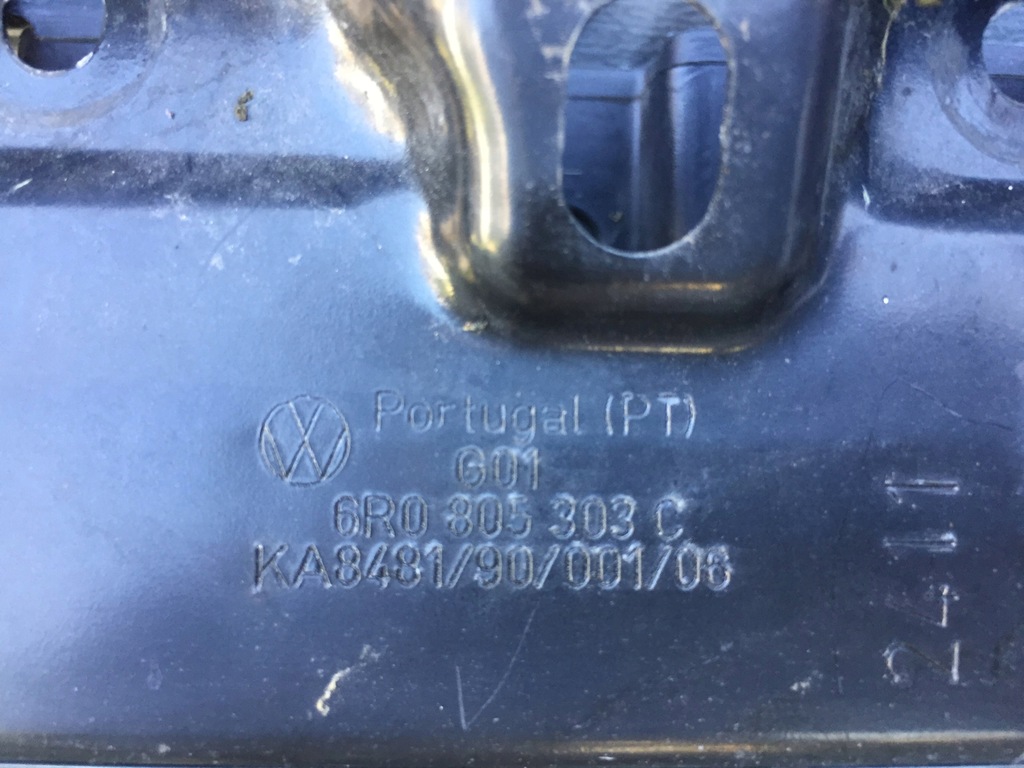 Portugal (PT)
G01
6R0 805 303 C
KA8481/90/001/06